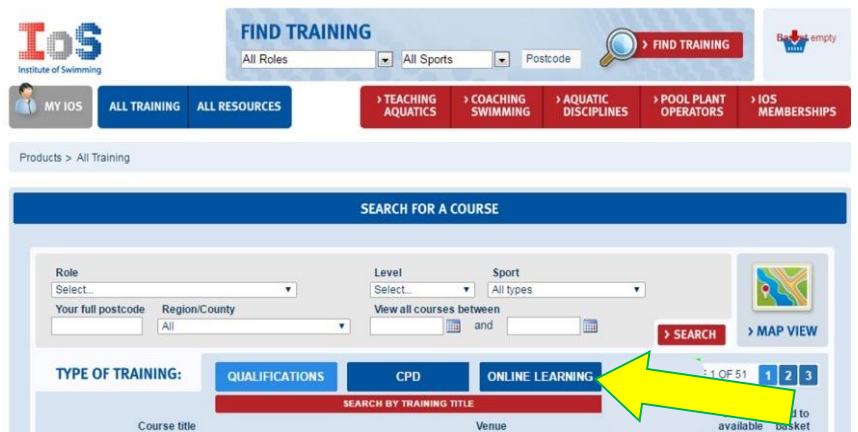 IoS
Institute of Swimming
FIND TRAINING
All Roles
All Sports
Postcode
> FIND TRAINING
empty
MY IOS
ALL TRAINING
ALL RESOURCES
> TEACHING
AQUATICS
> COACHING
SWIMMING
> AQUATIC
DISCIPLINES
> POOL PLANT
OPERATORS
> IOS
MEMBERSHIPS
Products > All Training
SEARCH FOR A COURSE
Role
Level
Sport
Select...
Select...
All types
Your full postcode
Region/County
View all courses between
All
and
> SEARCH
> MAP VIEW
TYPE OF TRAINING:
QUALIFICATIONS
CPD
ONLINE LEARNING
1 OF 51
1 2 3
SEARCH BY TRAINING TITLE
Course title
Venue
available
to
basket